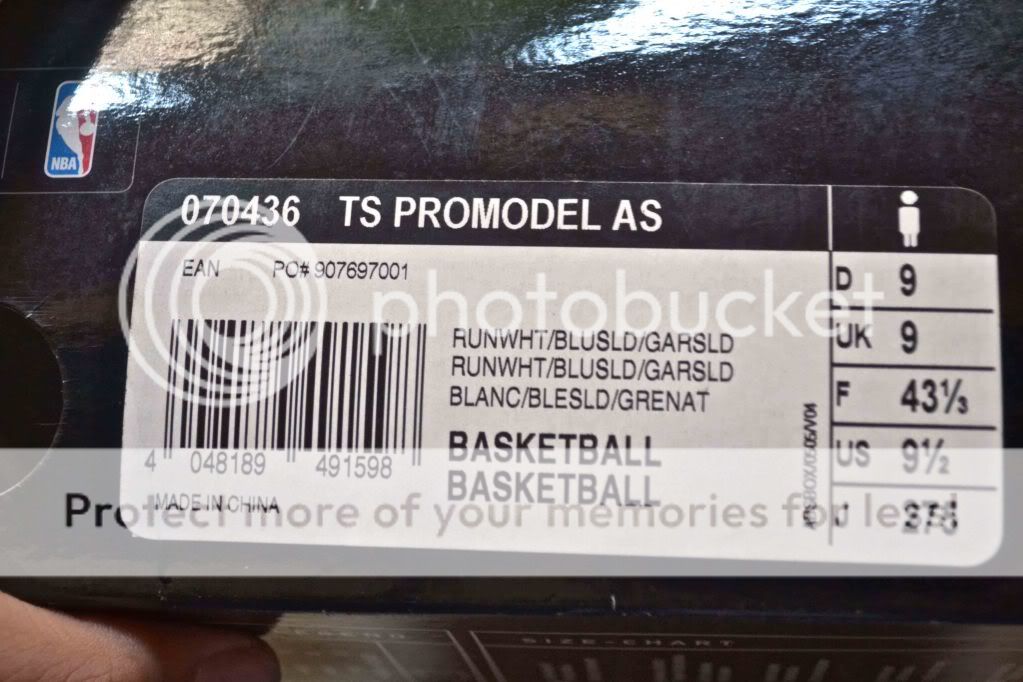 NBA
070436 TS PROMODEL AS
EAN PO# 907697001
D 9
UK 9
F 43⅓
US 9½
J
RUNWHT/BLUSLD/GARSLD
RUNWHT/BLUSLD/GARSLD
BLANC/BLESLD/GRENAT
BASKETBALL
BASKETBALL
4 048189 491598
MADE IN CHINA
photobucket
Protect more of your memories for less!
SIZE-CHART